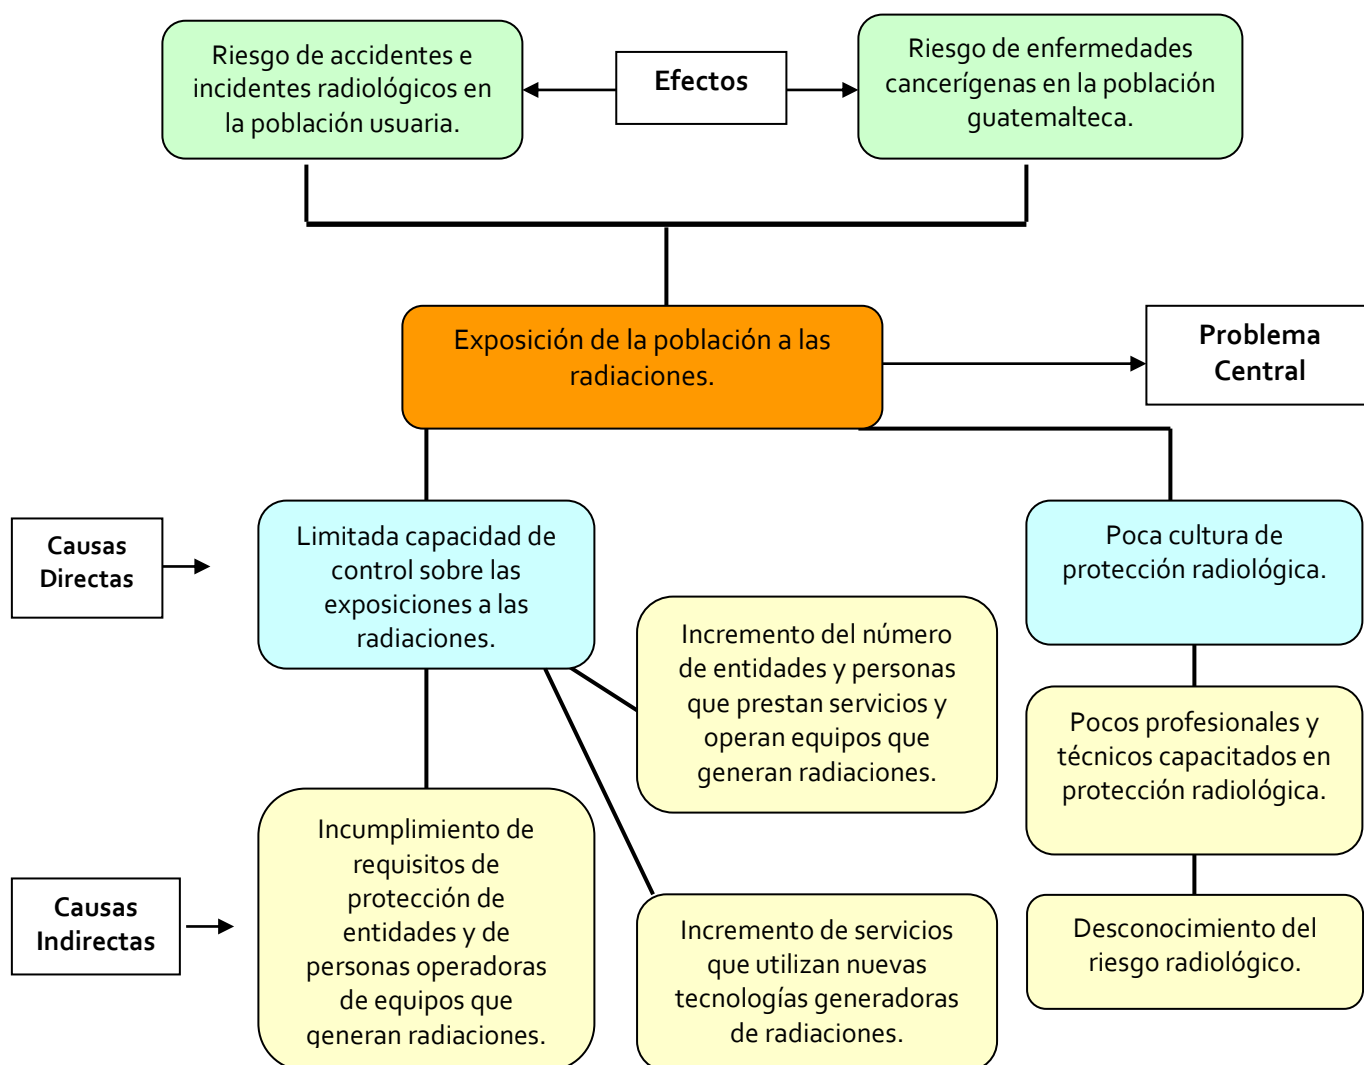 Riesgo de accidentes e
incidentes radiológicos en
la población usuaria.
Efectos
Riesgo de enfermedades
cancerígenas en la población
guatemalteca.
Exposición de la población a las
radiaciones.
Problema
Central
Causas
Directas
Limitada capacidad de
control sobre las
exposiciones a las
radiaciones.
Poca cultura de
protección radiológica.
Incremento del número
de entidades y personas
que prestan servicios y
operan equipos que
generan radiaciones.
Pocos profesionales y
técnicos capacitados en
protección radiológica.
Causas
Indirectas
Incumplimiento de
requisitos de
protección de
entidades y de
personas operadoras
de equipos que
generan radiaciones.
Incremento de servicios
que utilizan nuevas
tecnologías generadoras
de radiaciones.
Desconocimiento del
riesgo radiológico.